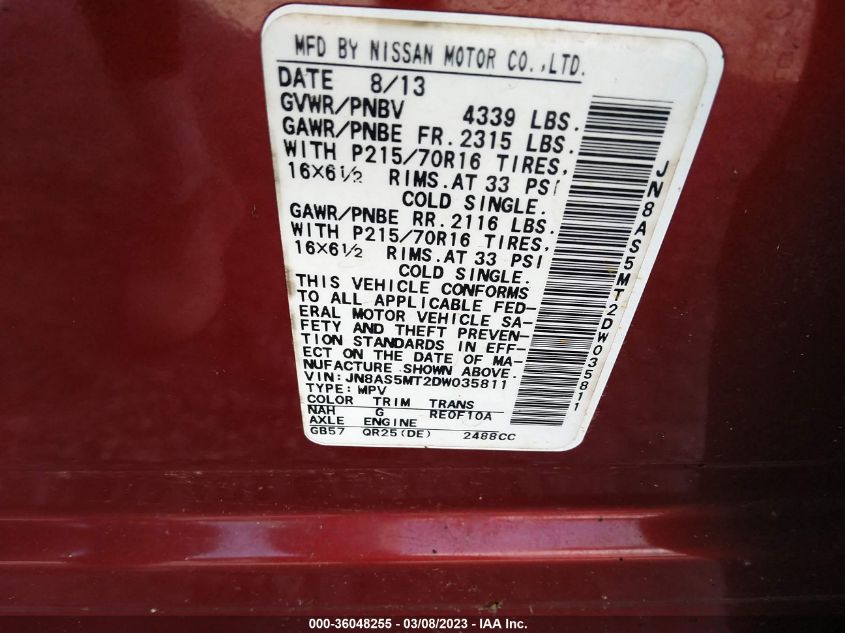 MFD BY NISSAN MOTOR CO.,LTD.
DATE 8/13
GVWR/PNBV 4339 LBS.
GAWR/PNBE FR.2315 LBS.
WITH P215/70R16 TIRES,
16X6½ RIMS.AT 33 PSI
COLD SINGLE.
GAWR/PNBE RR.2116 LBS.
WITH P215/70R16 TIRES,
16X6½ RIMS.AT 33 PSI
COLD SINGLE.
THIS VEHICLE CONFORMS
TO ALL APPLICABLE FED-
ERAL MOTOR VEHICLE SA-
FETY AND THEFT PREVEN-
TION STANDARDS IN EFF-
ECT ON THE DATE OF MA-
NUFACTURE SHOWN ABOVE.
VIN:JN8AS5MT2DW035811
TYPE:MPV
COLOR TRIM TRANS
NAH G RE0F10A
AXLE ENGINE
GB57 QR25(DE) 2488CC
JN8AS5MT2DW035811
000-36048255 - 03/08/2023 - IAA Inc.